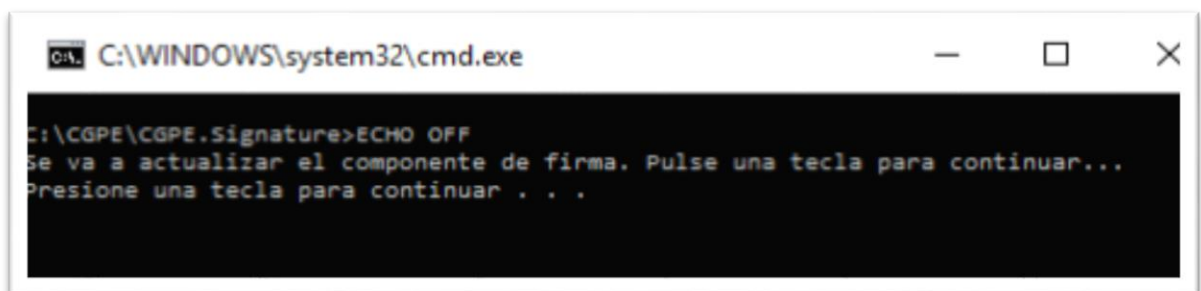 C:\WINDOWS\system32\cmd.exe
C:\CGPE\CGPE.Signature>ECHO OFF
Se va a actualizar el componente de firma. Pulse una tecla para continuar...
Presione una tecla para continuar . . .